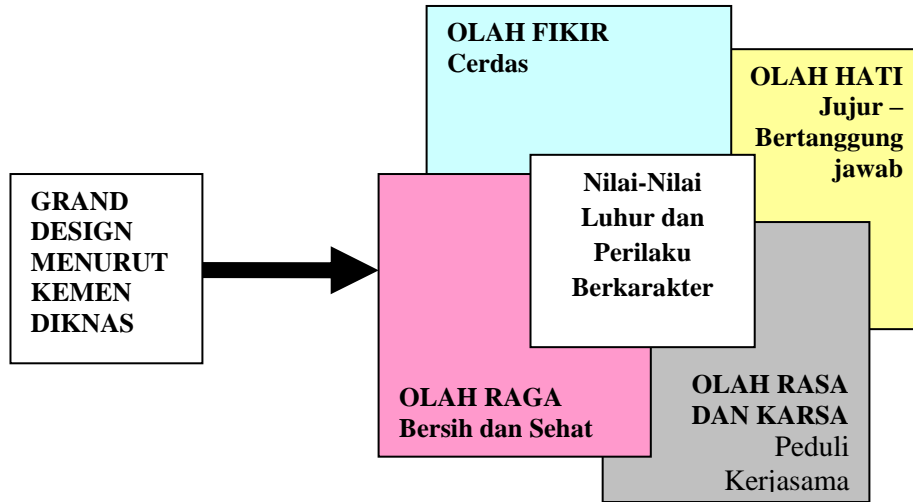 GRAND
DESIGN
MENURUT
KEMEN
DIKNAS
OLAH FIKIR
Cerdas
OLAH HATI
Jujur –
Bertanggung
jawab
Nilai-Nilai
Luhur dan
Perilaku
Berkarakter
OLAH RAGA
Bersih dan Sehat
OLAH RASA
DAN KARSA
Peduli
Kerjasama